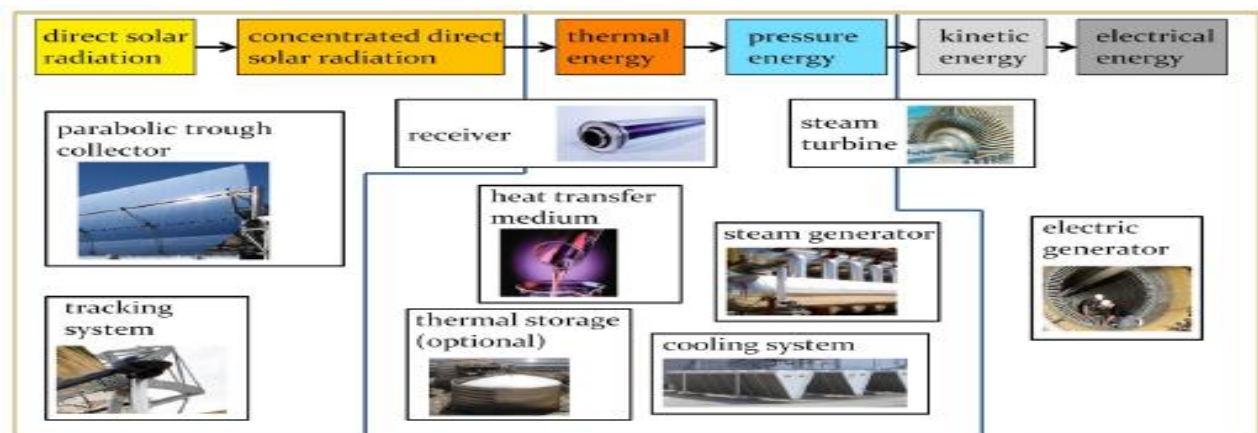 direct solar
radiation
concentrated direct
solar radiation
thermal
energy
pressure
energy
kinetic
energy
electrical
energy
parabolic trough
collector
receiver
steam
turbine
heat transfer
medium
steam generator
electric
generator
tracking
system
thermal storage
(optional)
cooling system